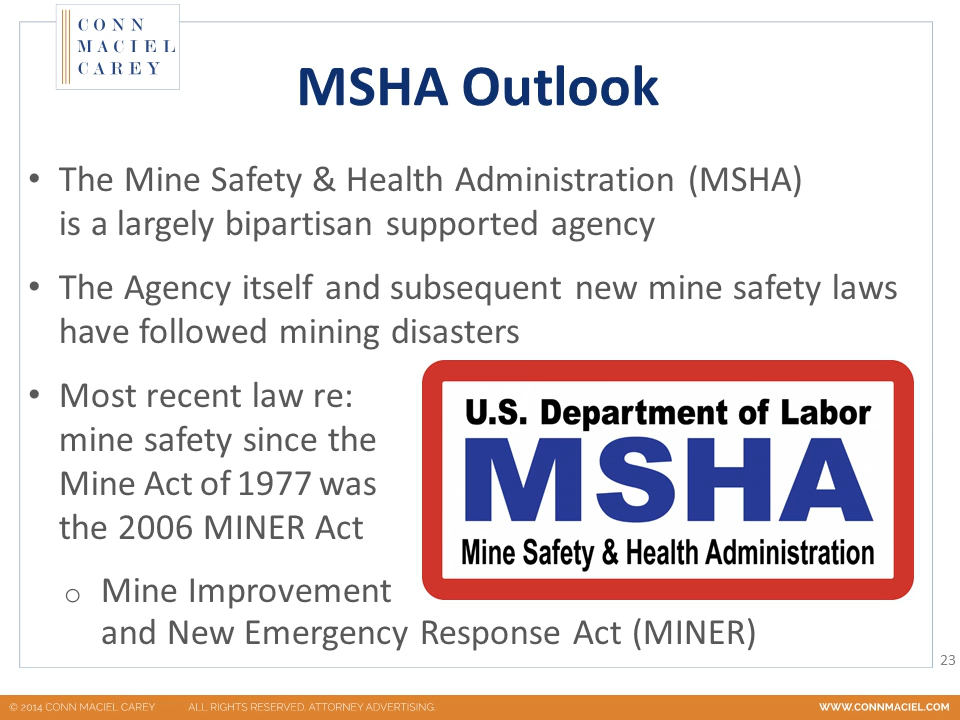 CONN
MACIEL
CAREY
MSHA Outlook
• The Mine Safety & Health Administration (MSHA)
is a largely bipartisan supported agency
• The Agency itself and subsequent new mine safety laws
have followed mining disasters
• Most recent law re:
mine safety since the
Mine Act of 1977 was
the 2006 MINER Act
o Mine Improvement
and New Emergency Response Act (MINER)
U.S. Department of Labor
MSHA
Mine Safety & Health Administration
23
© 2014 CONN MACIEL CAREY ALL RIGHTS RESERVED. ATTORNEY ADVERTISING. WWW.CONNMACIEL.COM